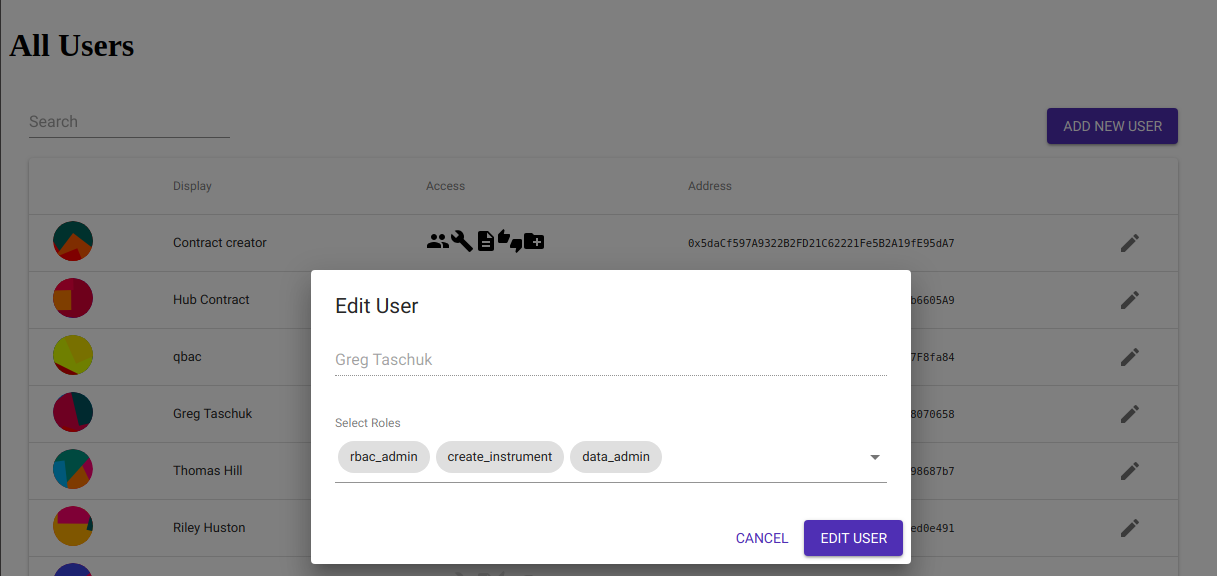 All Users
Search
ADD NEW USER
Display Access Address
Contract creator 0x5daCf597A9322B2FD21C62221Fe5B2A19fE95dA7
Hub Contract b6605A9
qbac 7F8fa84
Greg Taschuk 8070658
Thomas Hill 98687b7
Riley Huston ed0e491
Edit User
Greg Taschuk
Select Roles
rbac_admin create_instrument data_admin
CANCEL EDIT USER